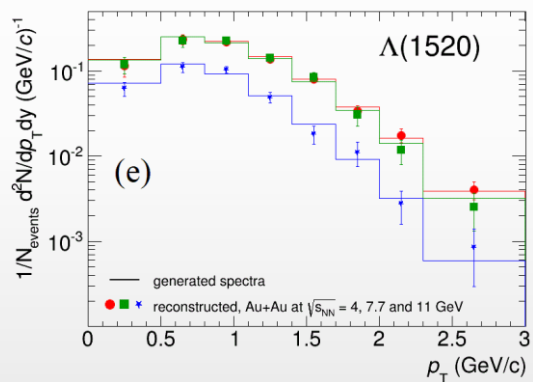 Λ(1520)
1/N_events d²N/dp_T dy (GeV/c)⁻¹
10⁻¹
10⁻²
10⁻³
(e)
generated spectra
reconstructed, Au+Au at √s_NN = 4, 7.7 and 11 GeV
0 0.5 1 1.5 2 2.5 3
p_T (GeV/c)